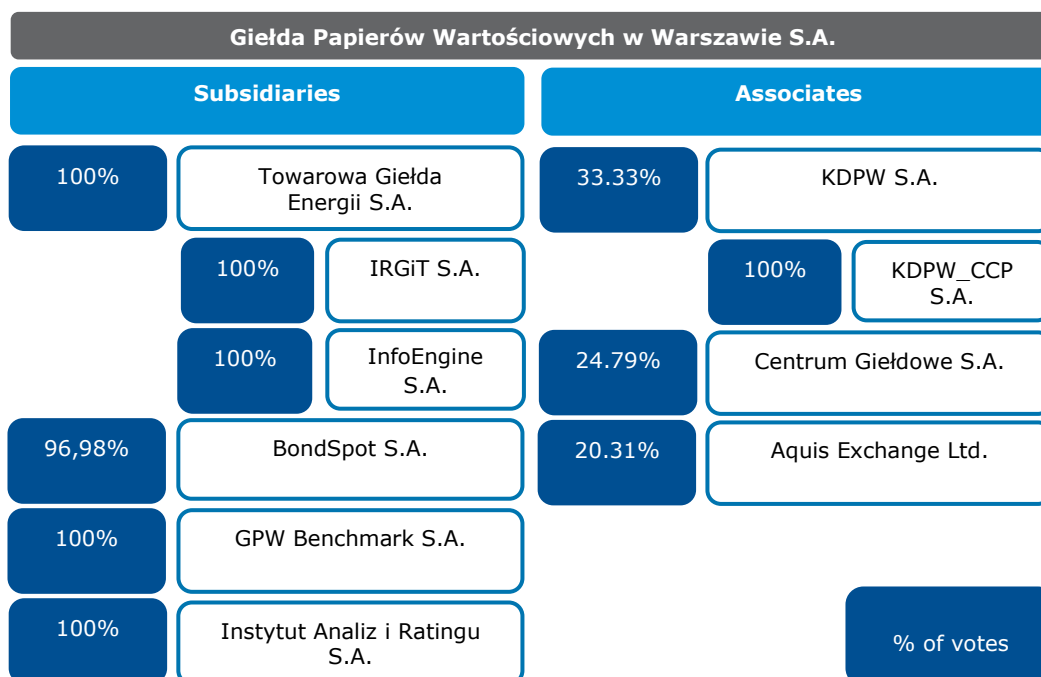 Giełda Papierów Wartościowych w Warszawie S.A.
Subsidiaries
100%
Towarowa Giełda
Energii S.A.
100%
IRGiT S.A.
100%
InfoEngine
S.A.
96,98%
BondSpot S.A.
100%
GPW Benchmark S.A.
100%
Instytut Analiz i Ratingu
S.A.
Associates
33.33%
KDPW S.A.
100%
KDPW_CCP
S.A.
24.79%
Centrum Giełdowe S.A.
20.31%
Aquis Exchange Ltd.
% of votes